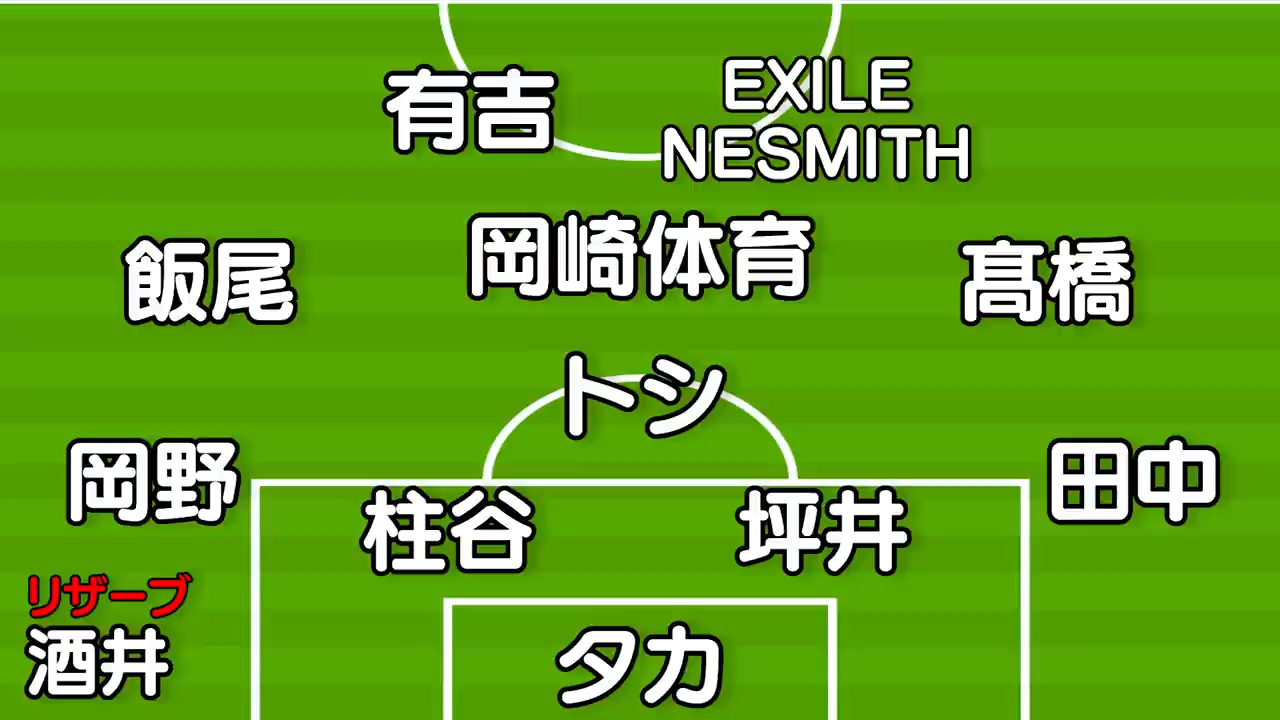 有吉
EXILE
NESMITH
飯尾
岡崎体育
髙橋
トシ
岡野
田中
柱谷
坪井
リザーブ
酒井
タカ